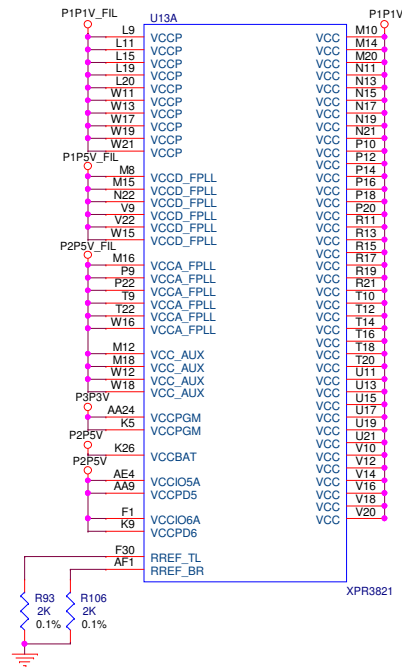 P1P1V_FIL
U13A
P1P1V
L9 VCCP
L11 VCCP
L15 VCCP
L19 VCCP
L20 VCCP
W11 VCCP
W13 VCCP
W17 VCCP
W19 VCCP
W21 VCCP
P1P5V_FIL
M8 VCCD_FPLL
M15 VCCD_FPLL
N22 VCCD_FPLL
V9 VCCD_FPLL
V22 VCCD_FPLL
W15 VCCD_FPLL
P2P5V_FIL
M16 VCCA_FPLL
P9 VCCA_FPLL
P22 VCCA_FPLL
T9 VCCA_FPLL
T22 VCCA_FPLL
W16 VCCA_FPLL
M12 VCC_AUX
M18 VCC_AUX
W12 VCC_AUX
W18 VCC_AUX
P3P3V
AA24 VCCPGM
K5 VCCPGM
P2P5V
K26 VCCBAT
P2P5V
AE4 VCCIO5A
AA9 VCCPD5
F1 VCCIO6A
K9 VCCPD6
F30 RREF_TL
AF1 RREF_BR
VCC M10
VCC M14
VCC M20
VCC N11
VCC N13
VCC N15
VCC N17
VCC N19
VCC N21
VCC P10
VCC P12
VCC P14
VCC P16
VCC P18
VCC P20
VCC R11
VCC R13
VCC R15
VCC R17
VCC R19
VCC R21
VCC T10
VCC T12
VCC T14
VCC T16
VCC T18
VCC T20
VCC U11
VCC U13
VCC U15
VCC U17
VCC U19
VCC U21
VCC V10
VCC V12
VCC V14
VCC V16
VCC V18
VCC V20
XPR3821
R93
2K
0.1%
R106
2K
0.1%